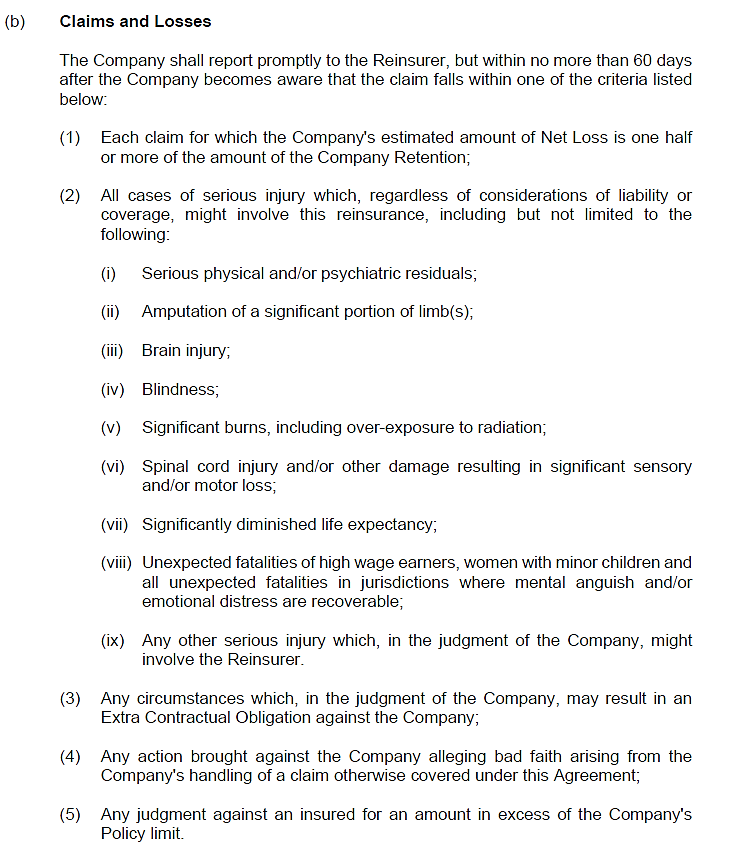 (b) Claims and Losses
The Company shall report promptly to the Reinsurer, but within no more than 60 days
after the Company becomes aware that the claim falls within one of the criteria listed
below:
(1) Each claim for which the Company's estimated amount of Net Loss is one half
or more of the amount of the Company Retention;
(2) All cases of serious injury which, regardless of considerations of liability or
coverage, might involve this reinsurance, including but not limited to the
following:
(i) Serious physical and/or psychiatric residuals;
(ii) Amputation of a significant portion of limb(s);
(iii) Brain injury;
(iv) Blindness;
(v) Significant burns, including over-exposure to radiation;
(vi) Spinal cord injury and/or other damage resulting in significant sensory
and/or motor loss;
(vii) Significantly diminished life expectancy;
(viii) Unexpected fatalities of high wage earners, women with minor children and
all unexpected fatalities in jurisdictions where mental anguish and/or
emotional distress are recoverable;
(ix) Any other serious injury which, in the judgment of the Company, might
involve the Reinsurer.
(3) Any circumstances which, in the judgment of the Company, may result in an
Extra Contractual Obligation against the Company;
(4) Any action brought against the Company alleging bad faith arising from the
Company's handling of a claim otherwise covered under this Agreement;
(5) Any judgment against an insured for an amount in excess of the Company's
Policy limit.